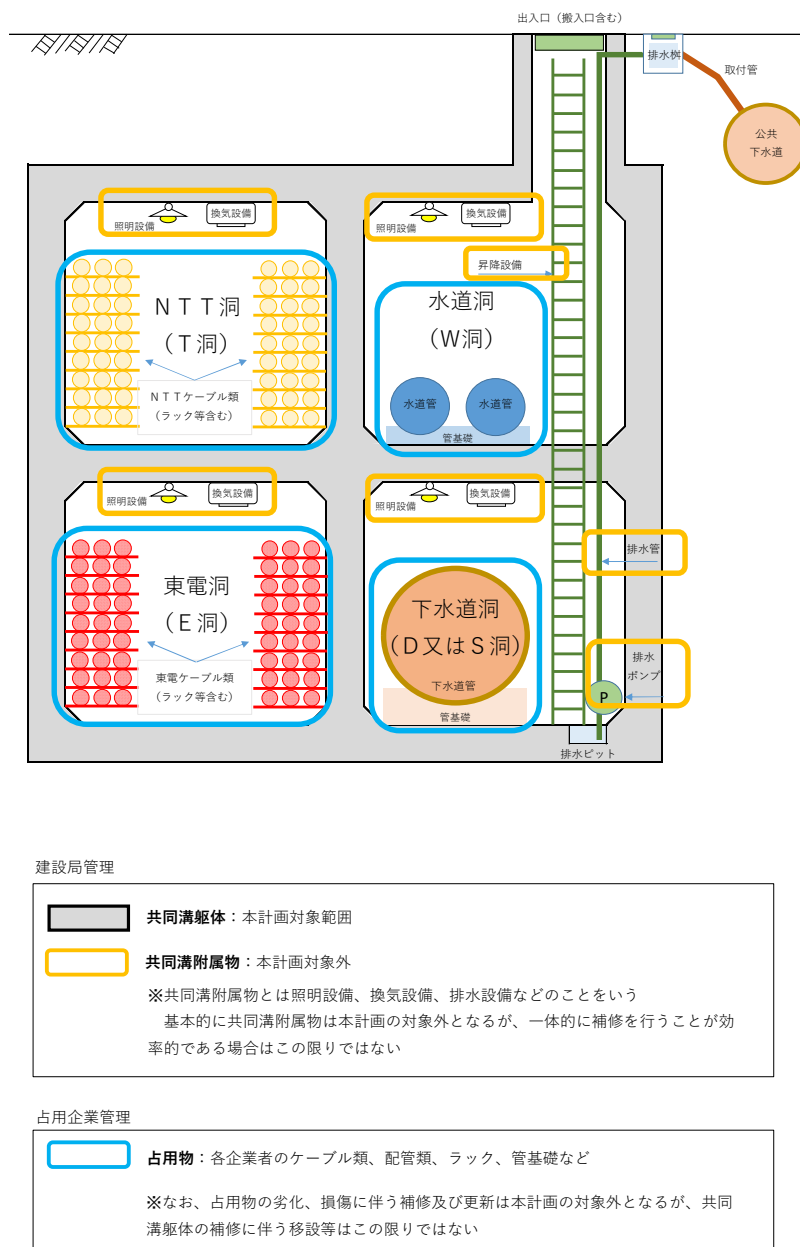 出入口（搬入口含む）
排水桝
取付管
公共
下水道
照明設備
換気設備
照明設備
換気設備
昇降設備
ＮＴＴ洞
（Ｔ洞）
ＮＴＴケーブル類
（ラック等含む）
水道洞
（W洞）
水道管
水道管
管基礎
照明設備
換気設備
照明設備
換気設備
排水管
東電洞
（Ｅ洞）
東電ケーブル類
（ラック等含む）
下水道洞
（Ｄ又はＳ洞）
下水道管
管基礎
排水
ポンプ
P
排水ピット
建設局管理
共同溝躯体：本計画対象範囲
共同溝附属物：本計画対象外
※共同溝附属物とは照明設備、換気設備、排水設備などのことをいう
　基本的に共同溝附属物は本計画の対象外となるが、一体的に補修を行うことが効
率的である場合はこの限りではない
占用企業管理
占用物：各企業者のケーブル類、配管類、ラック、管基礎など
※なお、占用物の劣化、損傷に伴う補修及び更新は本計画の対象外となるが、共同
溝躯体の補修に伴う移設等はこの限りではない